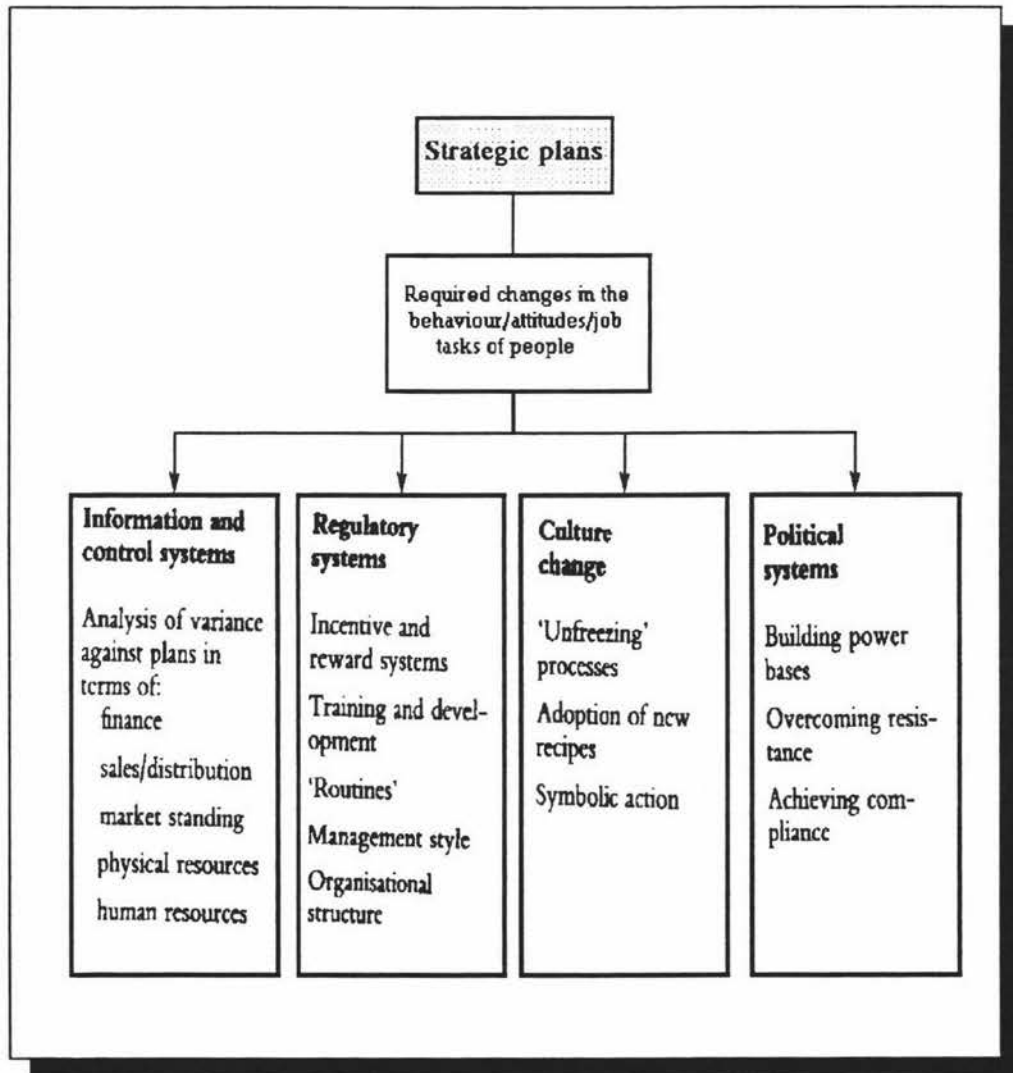 Strategic plans
Required changes in the
behaviour/attitudes/job
tasks of people
Information and
control systems
Analysis of variance
against plans in
terms of:
finance
sales/distribution
market standing
physical resources
human resources
Regulatory
systems
Incentive and
reward systems
Training and devel-
opment
'Routines'
Management style
Organisational
structure
Culture
change
'Unfreezing'
processes
Adoption of new
recipes
Symbolic action
Political
systems
Building power
bases
Overcoming resis-
tance
Achieving com-
pliance